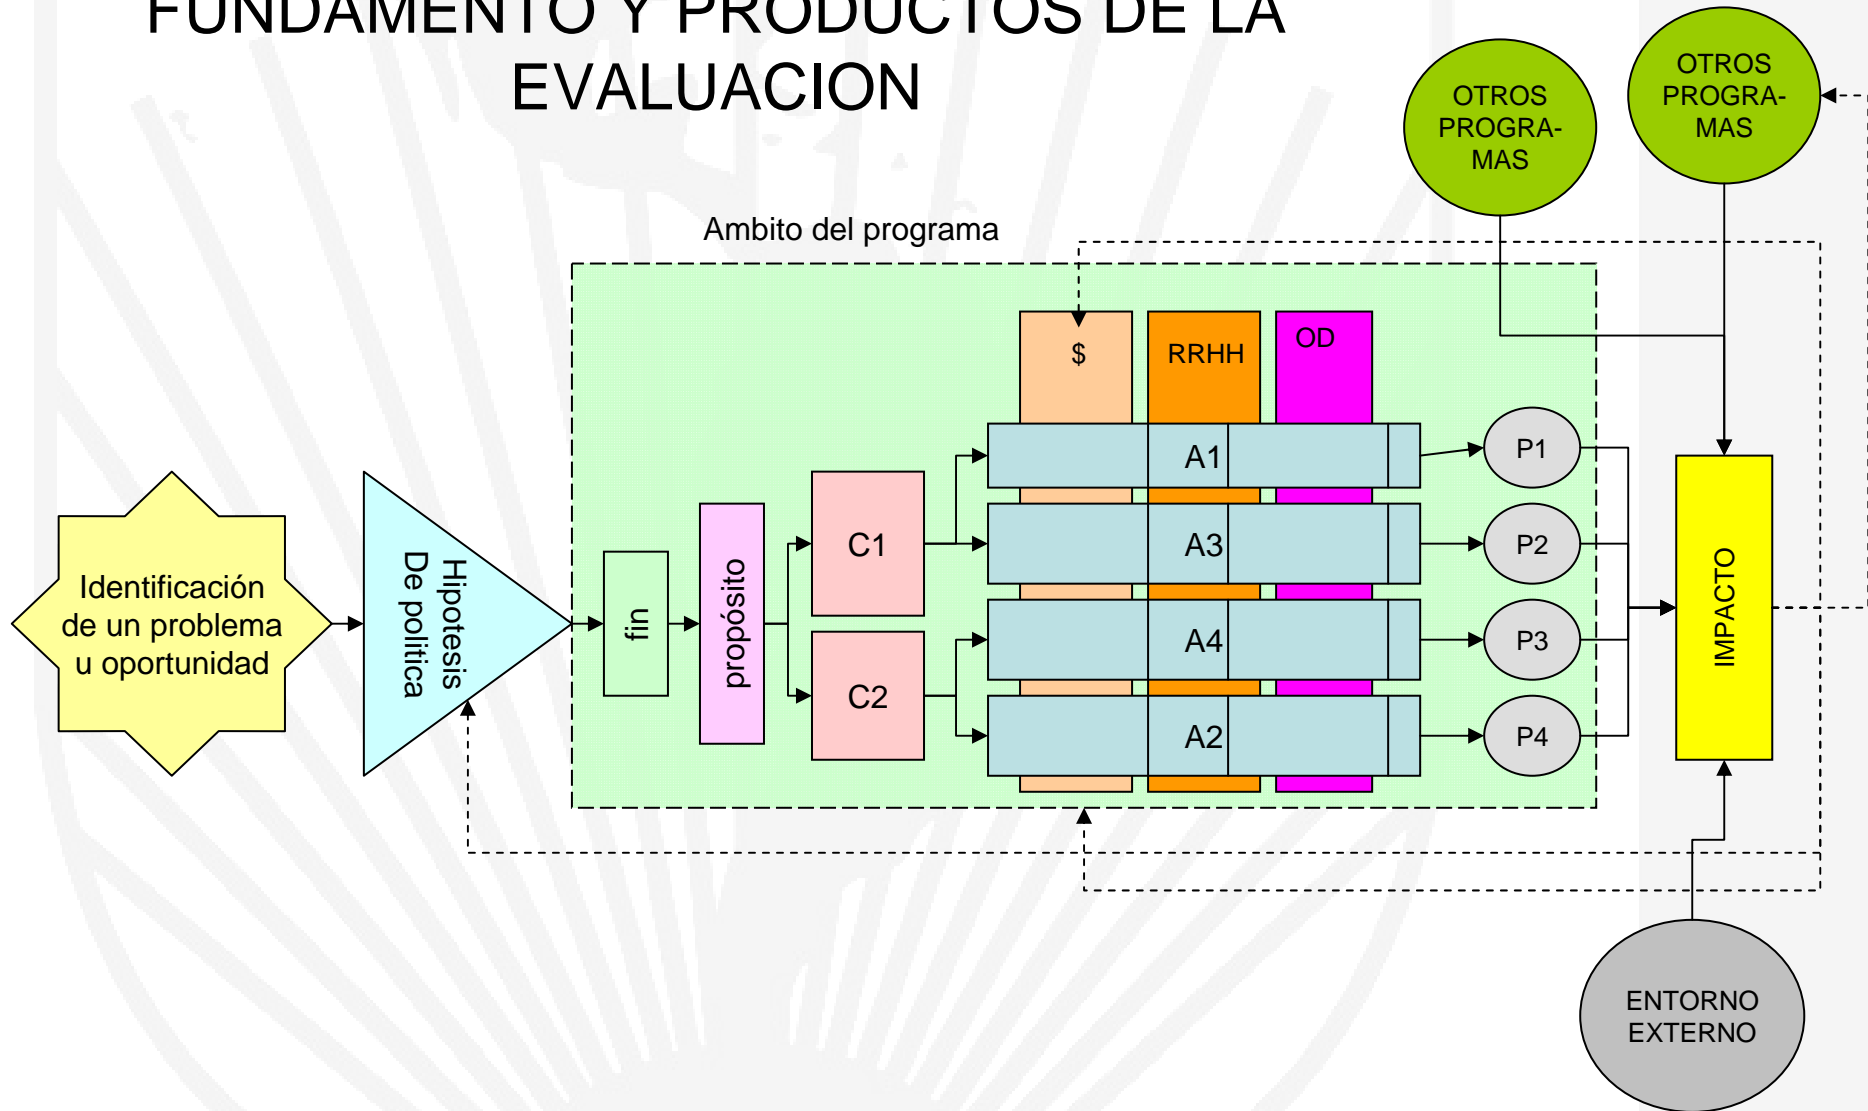 FUNDAMENTO Y PRODUCTOS DE LA
EVALUACION
OTROS
PROGRA-
MAS
OTROS
PROGRA-
MAS
Ambito del programa
$
RRHH
OD
Identificación
de un problema
u oportunidad
Hipotesis
De politica
fin
propósito
C1
C2
A1
A3
A4
A2
P1
P2
P3
P4
IMPACTO
ENTORNO
EXTERNO